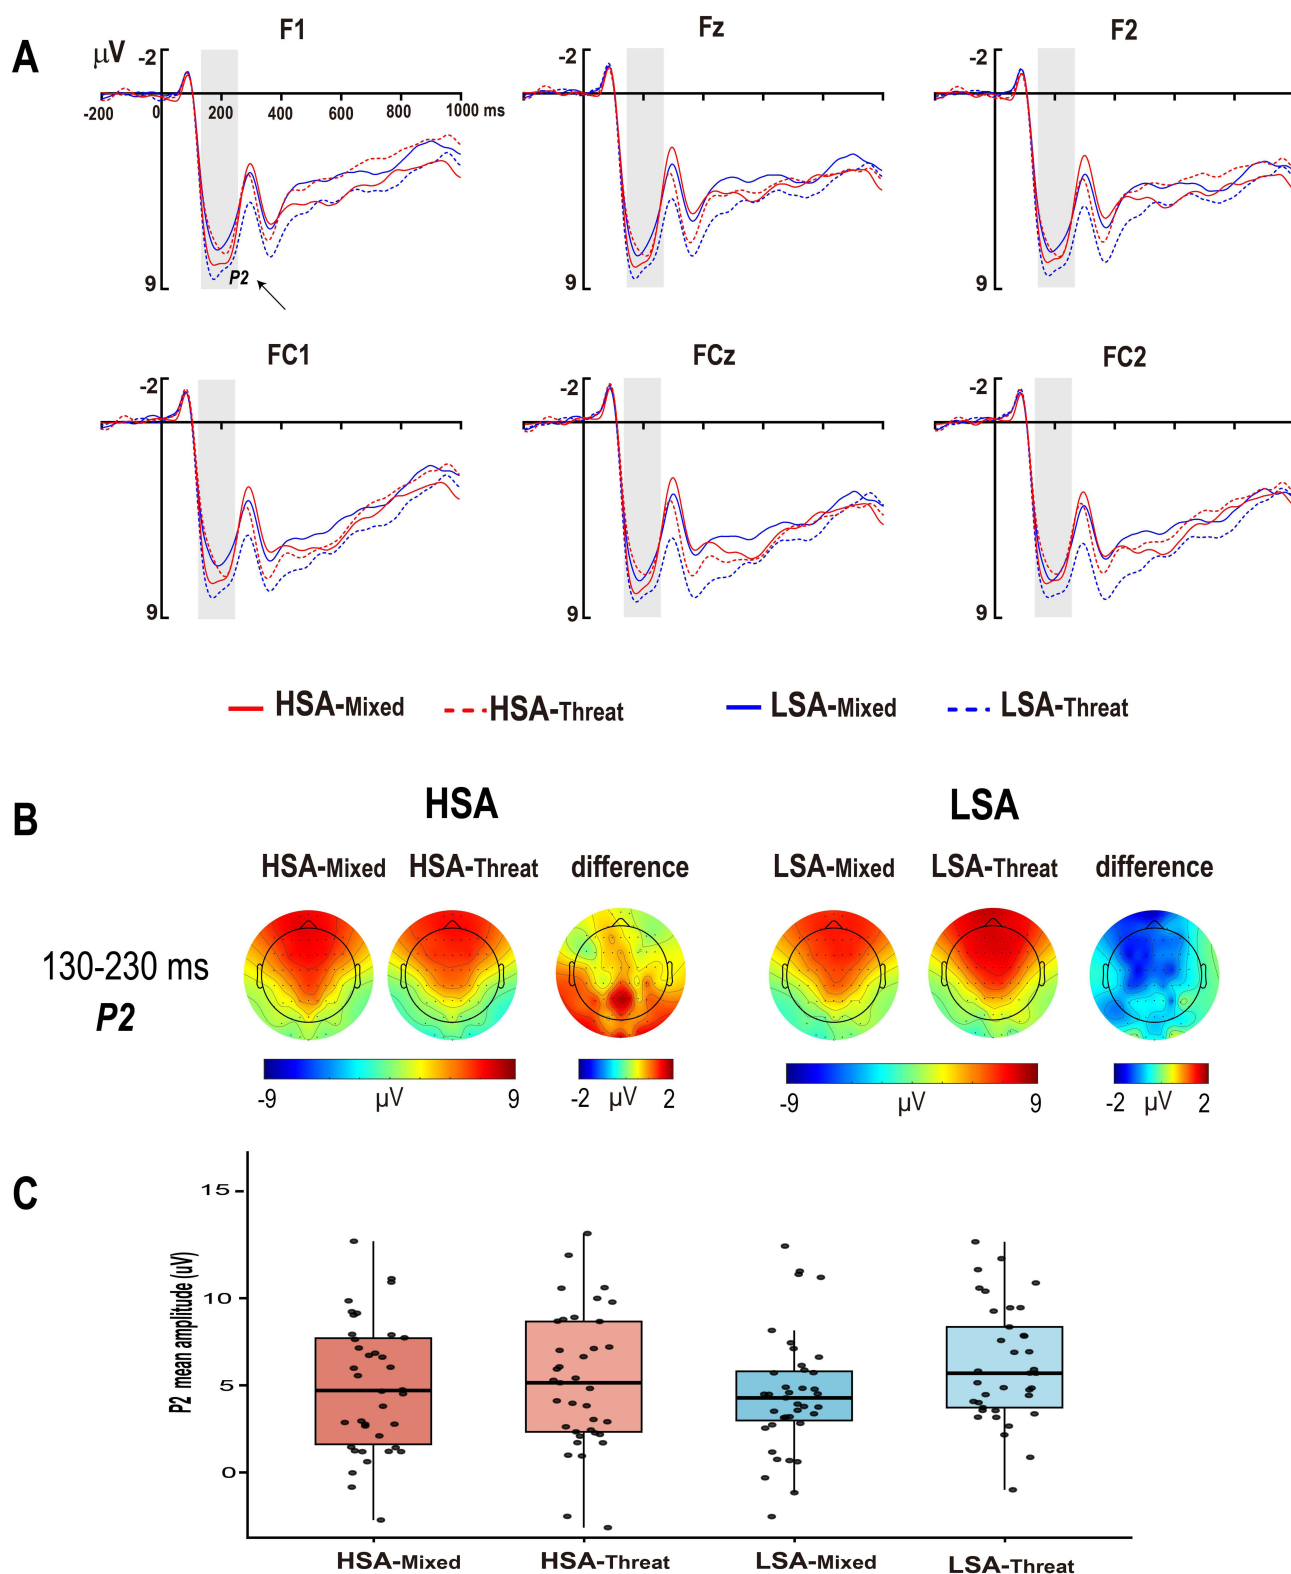 A
F1
Fz
F2
μV
-2
-2
-2
-200
0
200
400
600
800
1000 ms
P2
9
9
9
FC1
FCz
FC2
-2
-2
-2
9
9
9
HSA-Mixed
HSA-Threat
LSA-Mixed
LSA-Threat
B
HSA
LSA
HSA-Mixed
HSA-Threat
difference
LSA-Mixed
LSA-Threat
difference
130-230 ms
P2
-9
μV
9
-2
μV
2
-9
μV
9
-2
μV
2
C
P2 mean amplitude (uV)
15
10
5
0
HSA-Mixed
HSA-Threat
LSA-Mixed
LSA-Threat